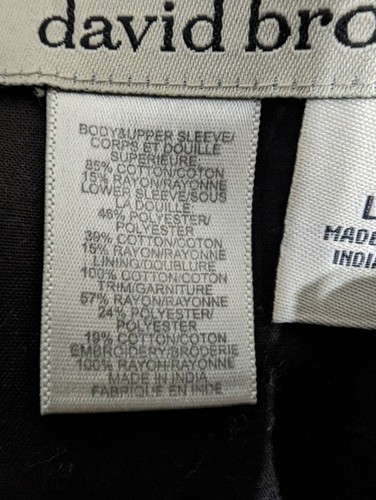 david bro
BODY&UPPER SLEEVE/
CORPS ET DOUILLE
SUPERIEURE:
85% COTTON/COTON
15% RAYON/RAYONNE
LOWER SLEEVE/SOUS
LA DOUILLE
46% POLYESTER/
POLYESTER
39% COTTON/COTON
15% RAYON/RAYONNE
LINING/DOUBLURE
100% COTTON/COTON
TRIM/GARNITURE
57% RAYON/RAYONNE
24% POLYESTER/
POLYESTER
19% COTTON/COTON
EMBROIDERY/BRODERIE
100% RAYON/RAYONNE
MADE IN INDIA
FABRIQUE EN INDE
L
MADE
INDIA